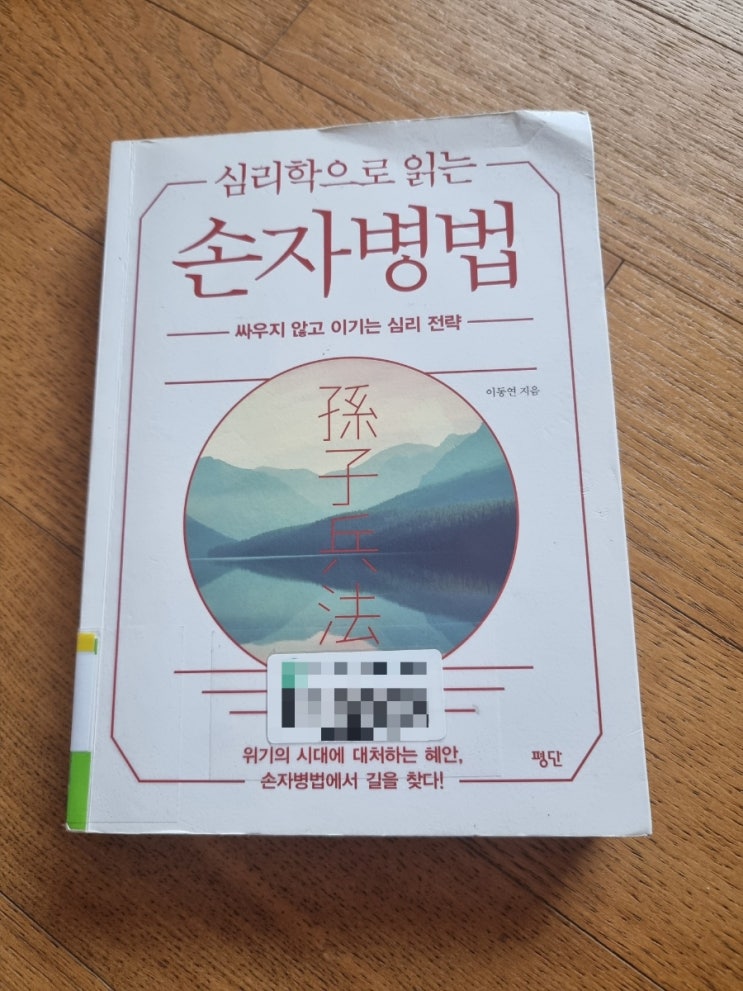 심리학으로 읽는
손자병법
싸우지 않고 이기는 심리 전략
이동연 지음
孫
子
兵
法
위기의 시대에 대처하는 혜안,
손자병법에서 길을 찾다!
평단